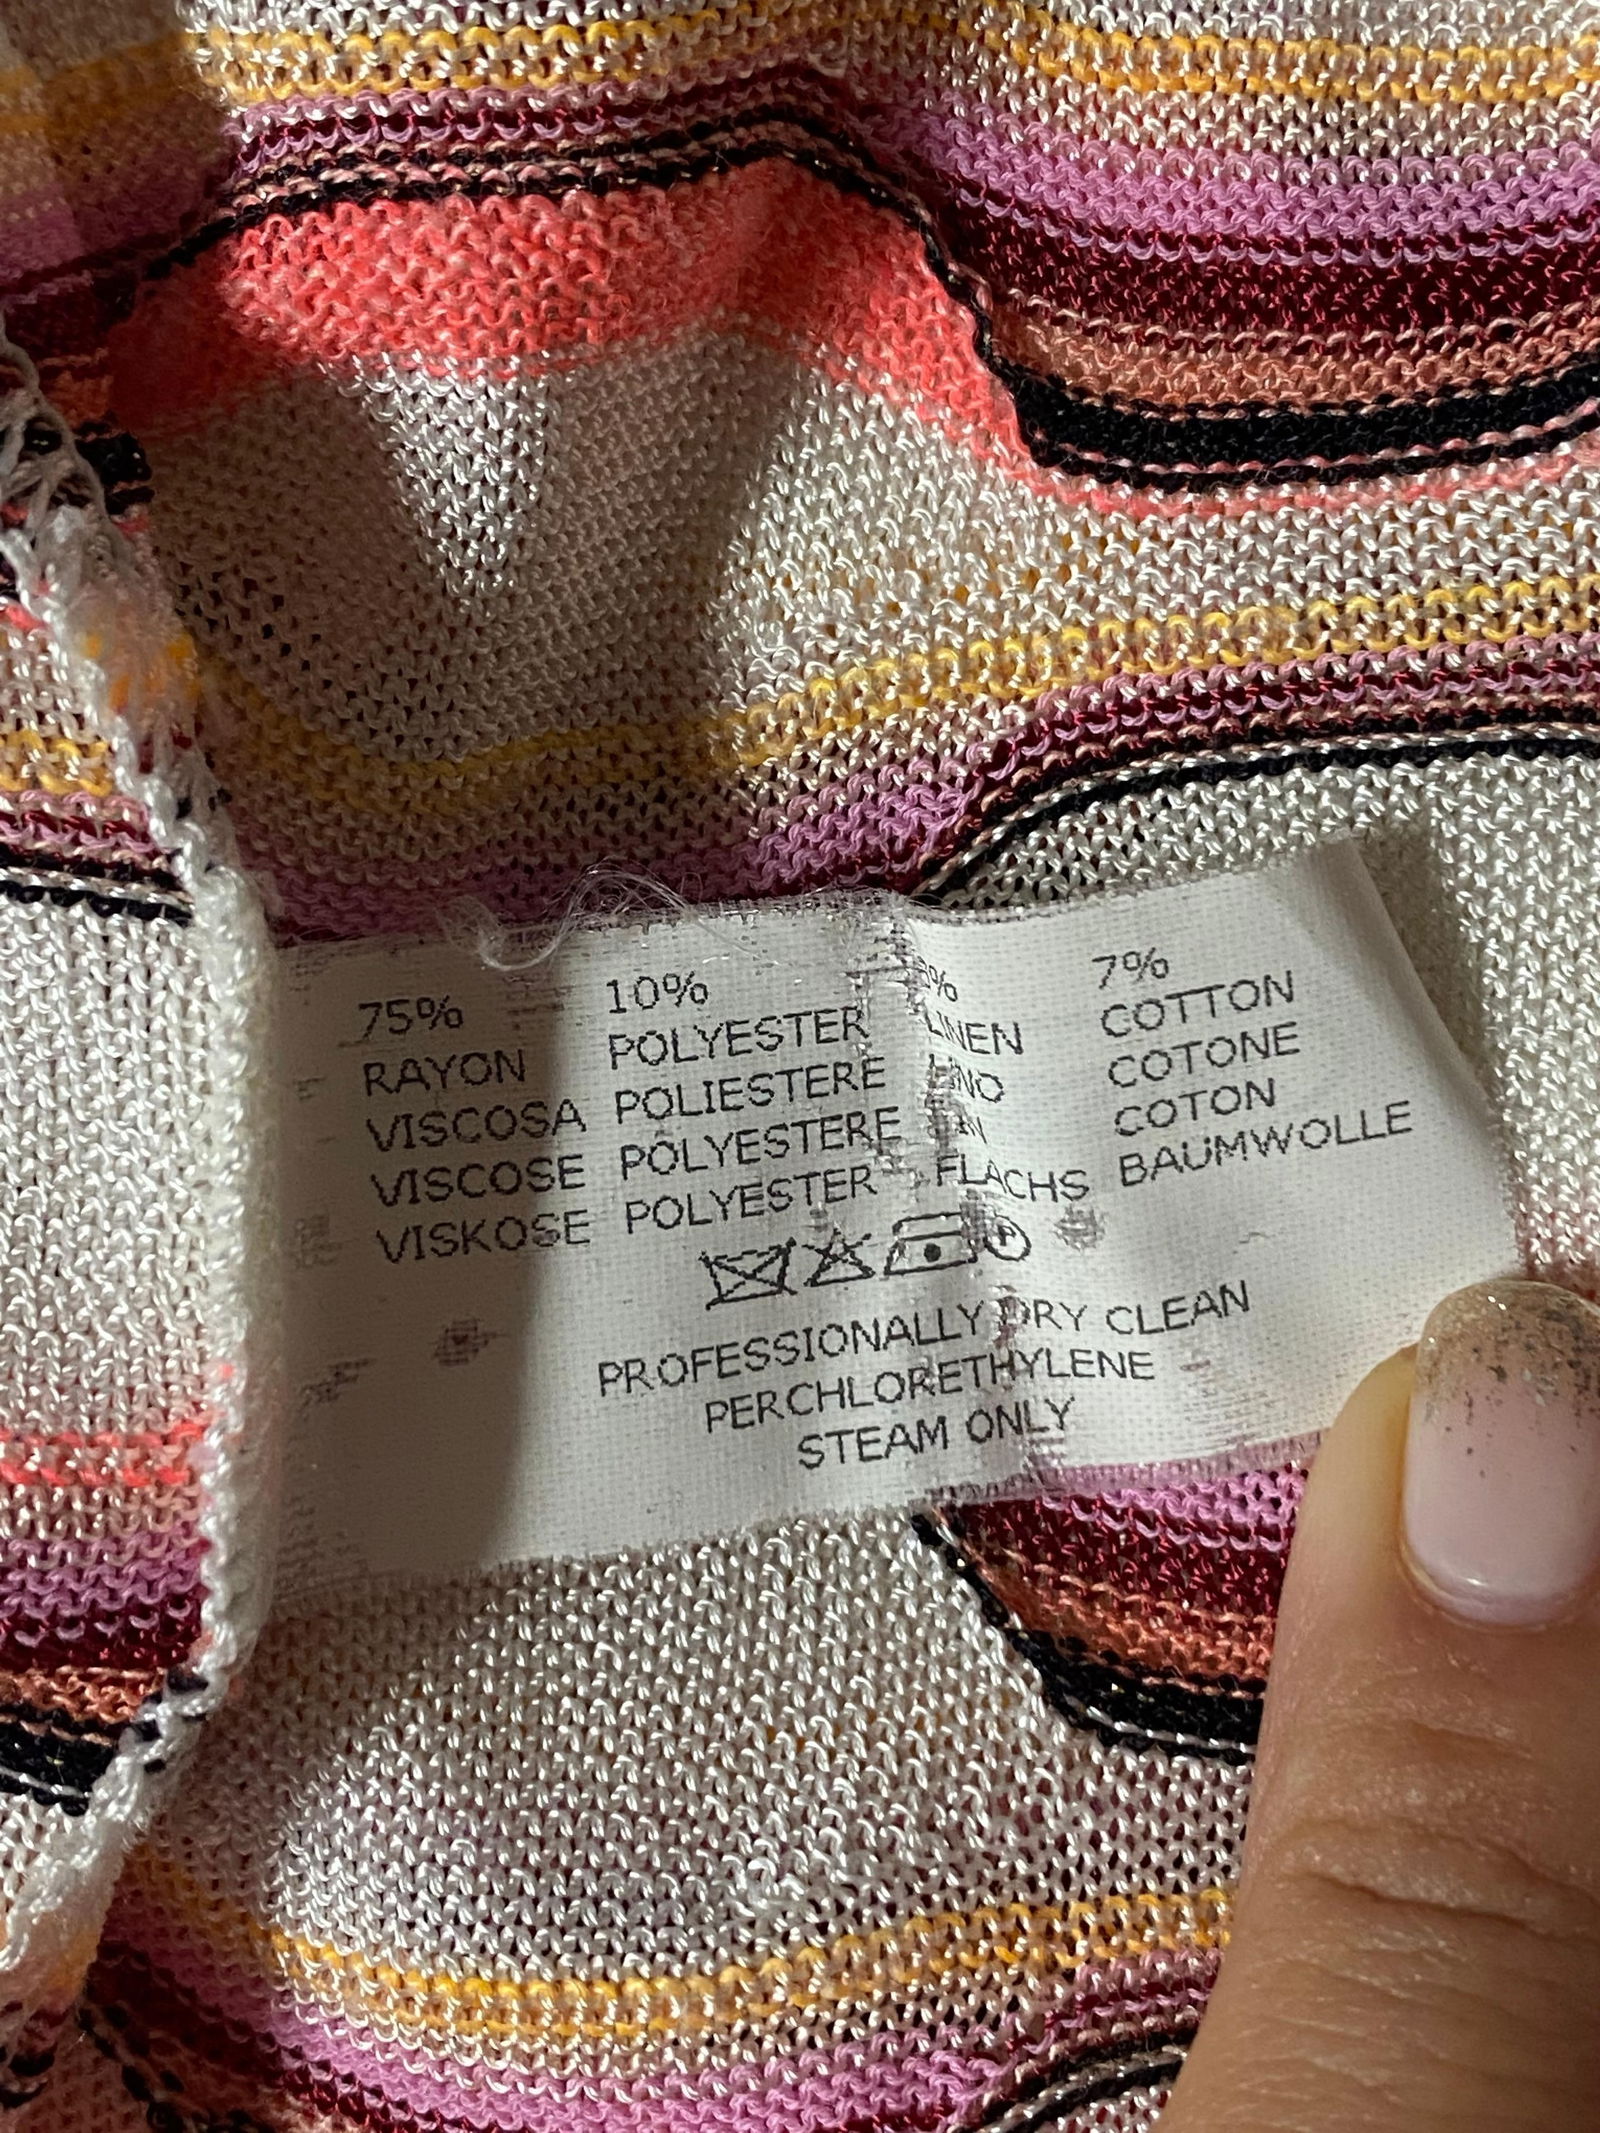 75% 10% % 7%
RAYON POLYESTER LINEN COTTON
VISCOSA POLIESTERE LINO COTONE
VISCOSE POLYESTERE LIN COTON
VISKOSE POLYESTER FLACHS BAUMWOLLE
P
PROFESSIONALLY DRY CLEAN
PERCHLORETHYLENE
STEAM ONLY